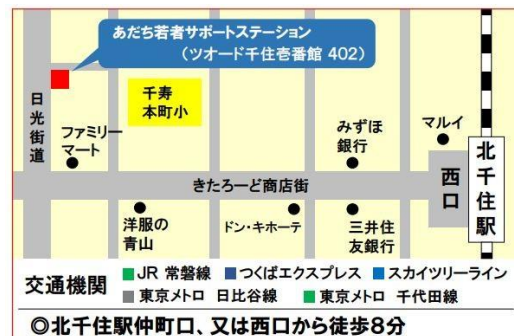 あだち若者サポートステーション
（ツオード千住壱番館 402）
日光街道
千寿
本町小
ファミリー
マート
みずほ
銀行
マルイ
北千住駅
西口
きたろーど商店街
洋服の
青山
ドン・キホーテ
三井住
友銀行
交通機関
JR 常磐線 つくばエクスプレス スカイツリーライン
東京メトロ 日比谷線 東京メトロ 千代田線
◎北千住駅仲町口、又は西口から徒歩8分